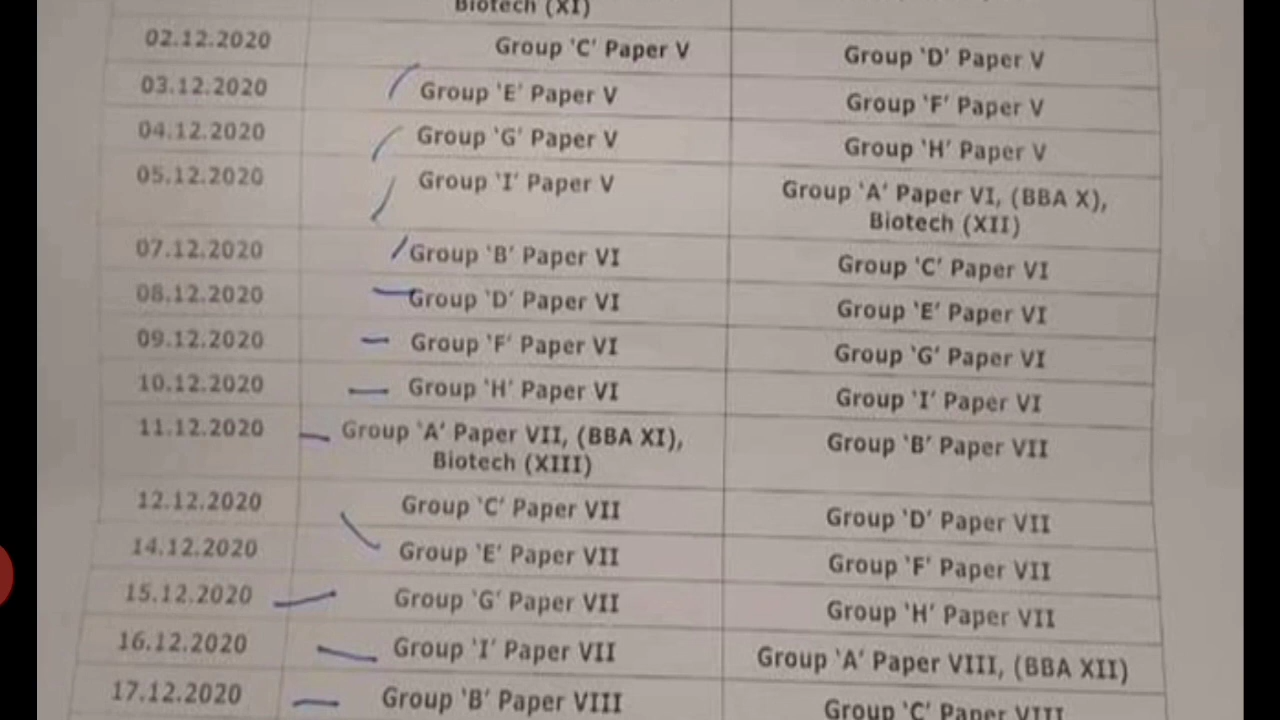 Biotech (XI)
02.12.2020 Group 'C' Paper V Group 'D' Paper V
03.12.2020 Group 'E' Paper V Group 'F' Paper V
04.12.2020 Group 'G' Paper V Group 'H' Paper V
05.12.2020 Group 'I' Paper V Group 'A' Paper VI, (BBA X),
Biotech (XII)
07.12.2020 Group 'B' Paper VI Group 'C' Paper VI
08.12.2020 Group 'D' Paper VI Group 'E' Paper VI
09.12.2020 Group 'F' Paper VI Group 'G' Paper VI
10.12.2020 Group 'H' Paper VI Group 'I' Paper VI
11.12.2020 Group 'A' Paper VII, (BBA XI), Group 'B' Paper VII
Biotech (XIII)
12.12.2020 Group 'C' Paper VII Group 'D' Paper VII
14.12.2020 Group 'E' Paper VII Group 'F' Paper VII
15.12.2020 Group 'G' Paper VII Group 'H' Paper VII
16.12.2020 Group 'I' Paper VII Group 'A' Paper VIII, (BBA XII)
17.12.2020 Group 'B' Paper VIII Group 'C' Paper VIII